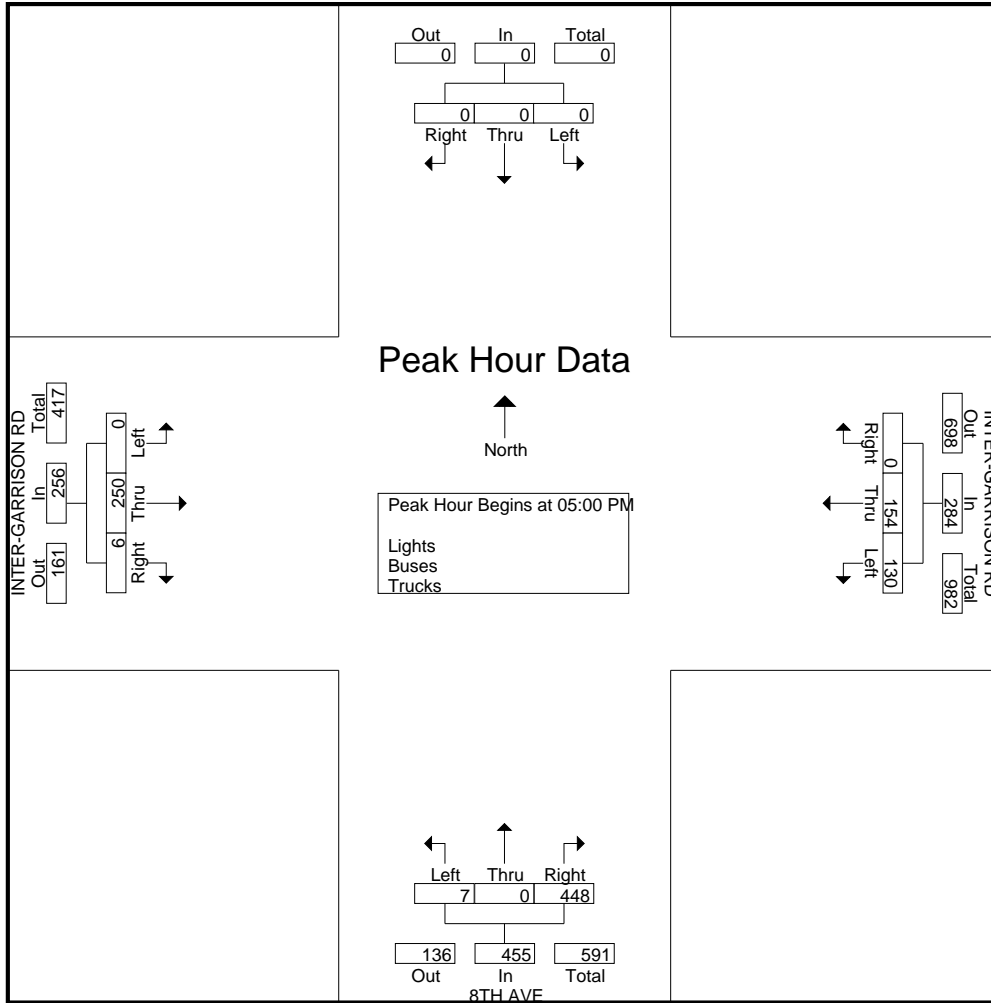 Out In Total
0 0 0
0 0 0
Right Thru Left
Peak Hour Data
North
Peak Hour Begins at 05:00 PM
Lights
Buses
Trucks
INTER-GARRISON RD
Out In Total
161 256 417
6 250 0
Right Thru Left
INTER-GARRISON RD
Out In Total
698 284 982
0 154 130
Right Thru Left
Left Thru Right
7 0 448
136 455 591
Out In Total
8TH AVE